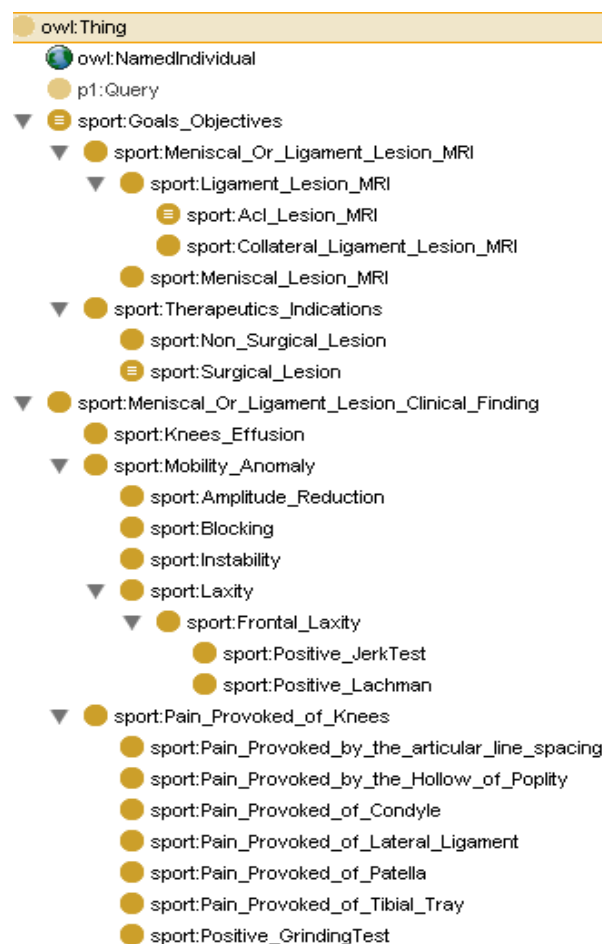 owl:Thing
owl:NamedIndividual
p1:Query
sport:Goals_Objectives
sport:Meniscal_Or_Ligament_Lesion_MRI
sport:Ligament_Lesion_MRI
sport:Acl_Lesion_MRI
sport:Collateral_Ligament_Lesion_MRI
sport:Meniscal_Lesion_MRI
sport:Therapeutics_Indications
sport:Non_Surgical_Lesion
sport:Surgical_Lesion
sport:Meniscal_Or_Ligament_Lesion_Clinical_Finding
sport:Knees_Effusion
sport:Mobility_Anomaly
sport:Amplitude_Reduction
sport:Blocking
sport:Instability
sport:Laxity
sport:Frontal_Laxity
sport:Positive_JerkTest
sport:Positive_Lachman
sport:Pain_Provoked_of_Knees
sport:Pain_Provoked_by_the_articular_line_spacing
sport:Pain_Provoked_by_the_Hollow_of_Poplity
sport:Pain_Provoked_of_Condyle
sport:Pain_Provoked_of_Lateral_Ligament
sport:Pain_Provoked_of_Patella
sport:Pain_Provoked_of_Tibial_Tray
sport:Positive_GrindingTest